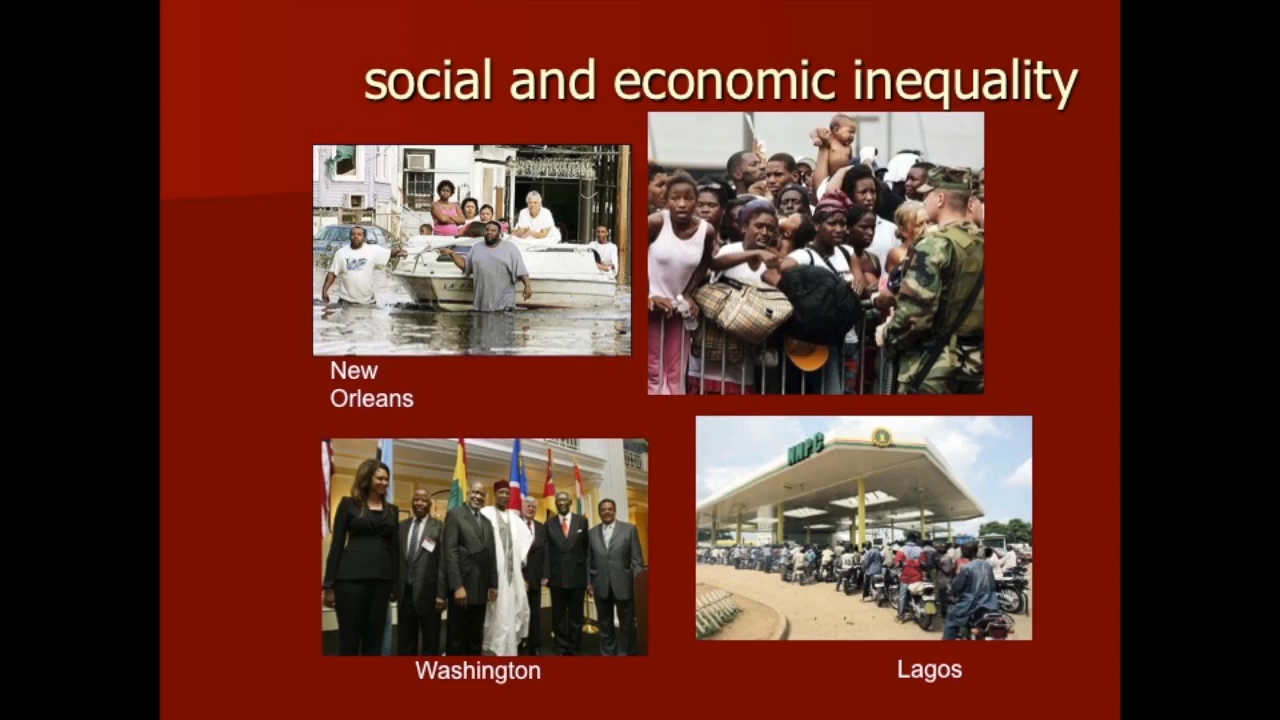 social and economic inequality
New
Orleans
NNPC
Washington
Lagos